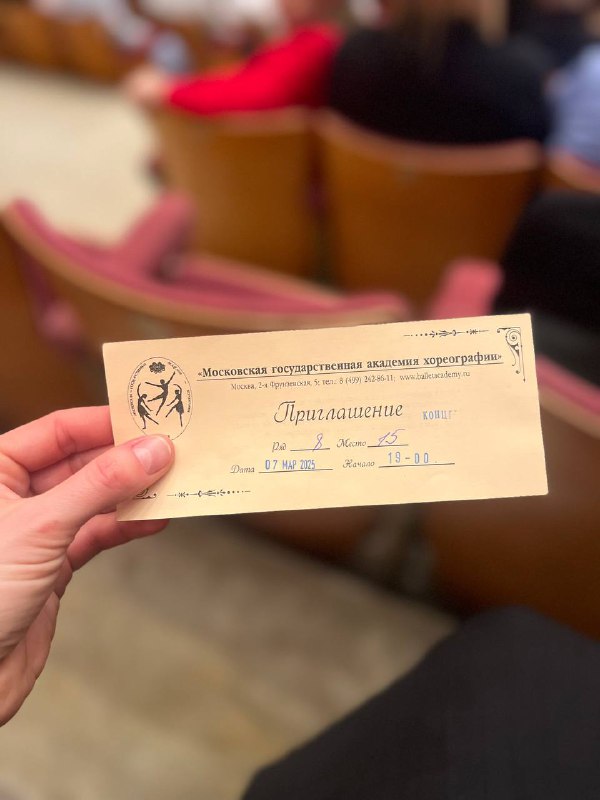 «Московская государственная академия хореографии»
Москва, 2-я Фрунзенская, 5; тел.: 8 (499) 242-86-11; www.balletacademy.ru
Приглашение КОНЦЕ
Ряд 8 Место 15
Дата 07 МАР 2025 Начало 19-00